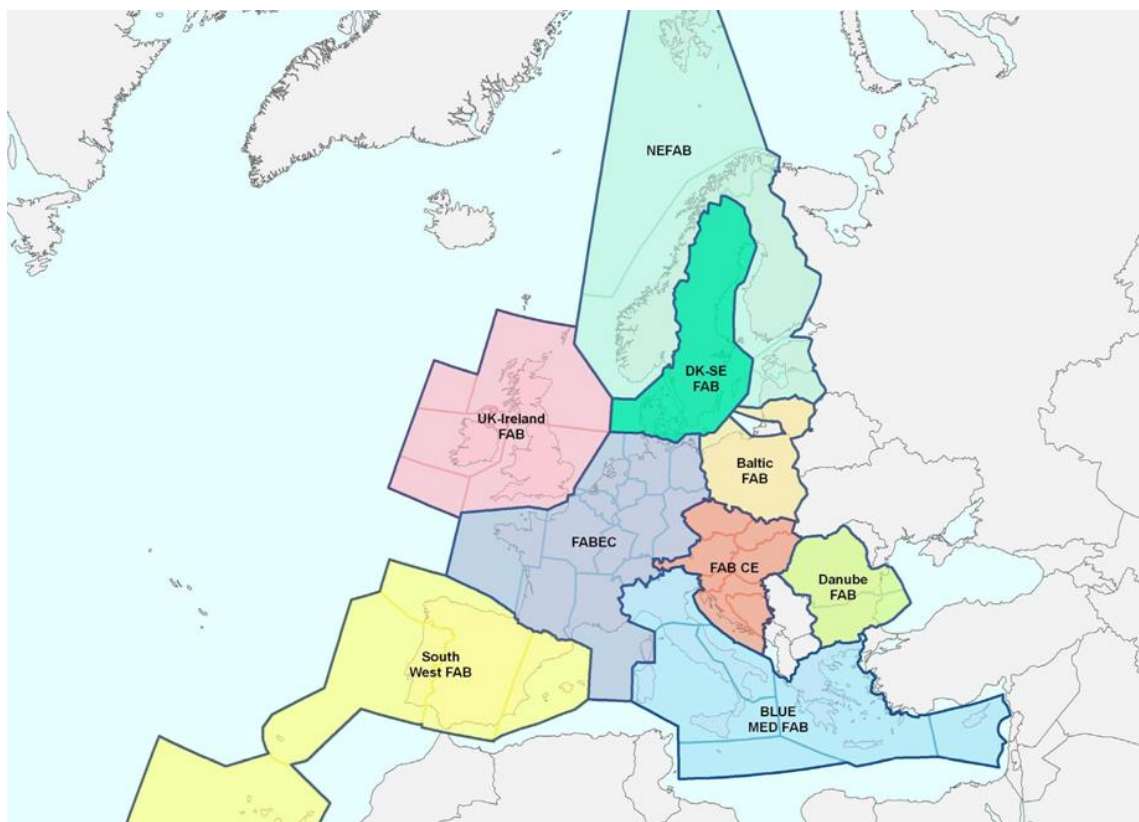 NEFAB
DK-SE
FAB
UK-Ireland
FAB
Baltic
FAB
FABEC
FAB CE
Danube
FAB
South
West FAB
BLUE
MED FAB